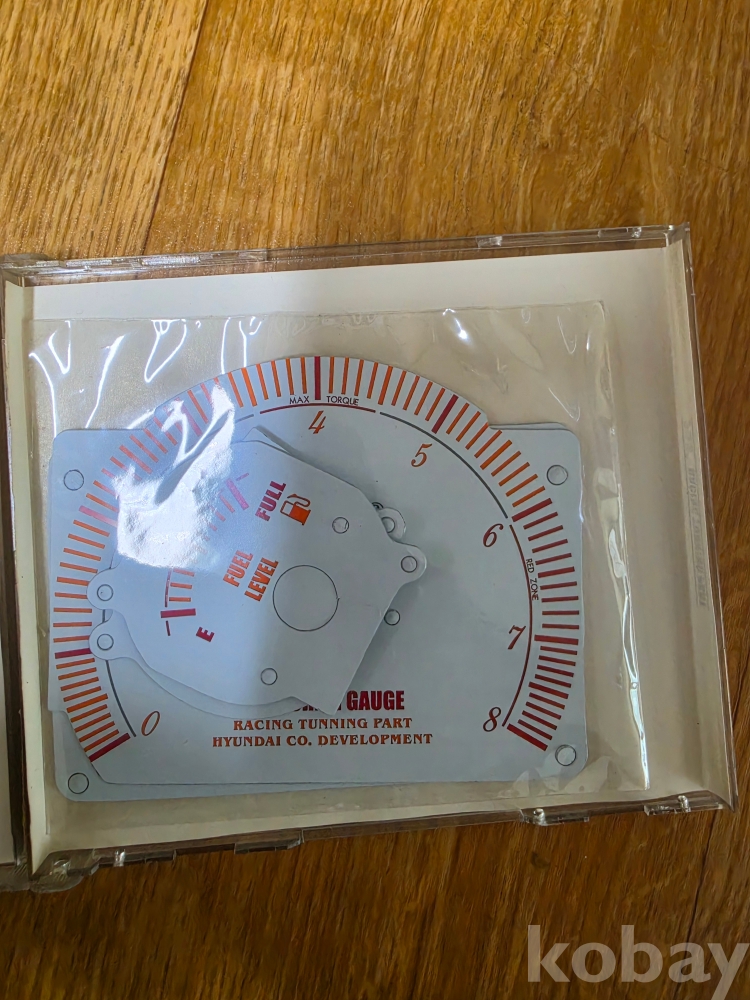 MAX TORQUE
4
5
6
RED ZONE
7
8
0
FULL
FUEL
LEVEL
E
GAUGE
RACING TUNNING PART
HYUNDAI CO. DEVELOPMENT
kobay